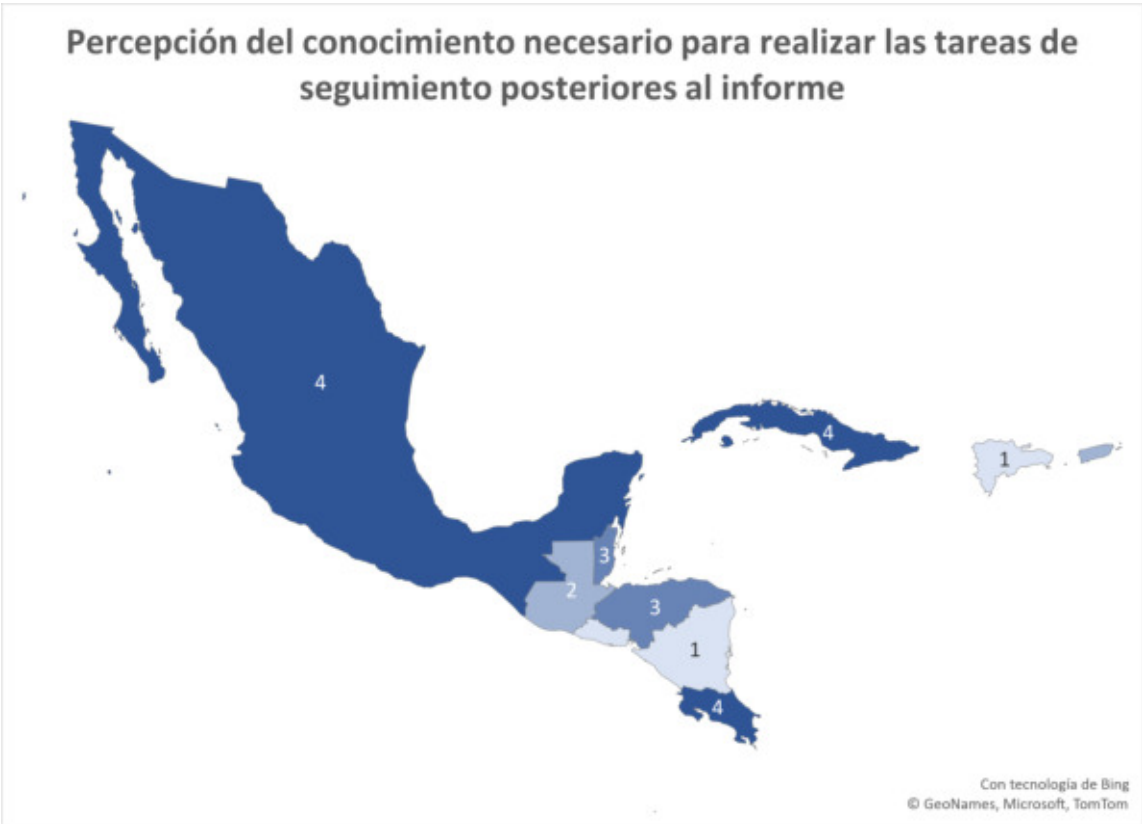 Percepción del conocimiento necesario para realizar las tareas de
seguimiento posteriores al informe
4
4
1
3
2
3
1
4
Con tecnología de Bing
© GeoNames, Microsoft, TomTom